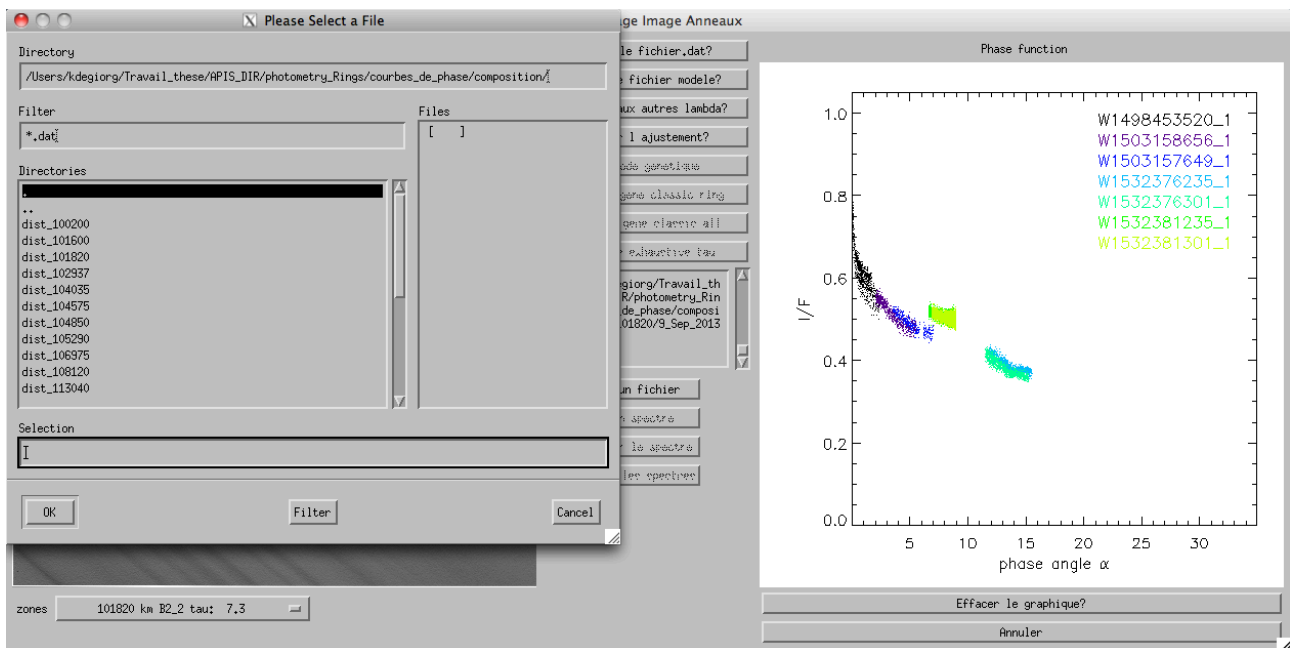 Please Select a File
Directory
/Users/kdegiorg/Travail_these/APIS_DIR/photometry_Rings/courbes_de_phase/composition/
Filter
*.dat
Files
[ ]
Directories
.
..
dist_100200
dist_101600
dist_101820
dist_102937
dist_104035
dist_104575
dist_104850
dist_105290
dist_106975
dist_108120
dist_113040
Selection
OK
Filter
Cancel
zones
101820 km B2_2 tau: 7.3
ge Image Anneaux
le fichier.dat?
fichier modele?
aux autres lambda?
l ajustement?
ode genetique
gene classic ring
gene classic all
exhaustive tau
egiorg/Travail_th
R/photometry_Rin
_de_phase/composi
101820/9_Sep_2013
un fichier
spectre
le spectre
les spectres
Phase function
W1498453520_1
W1503158656_1
W1503157649_1
W1532376235_1
W1532376301_1
W1532381235_1
W1532381301_1
1.0
0.8
0.6
0.4
0.2
0.0
I/F
5 10 15 20 25 30
phase angle α
Effacer le graphique?
Annuler